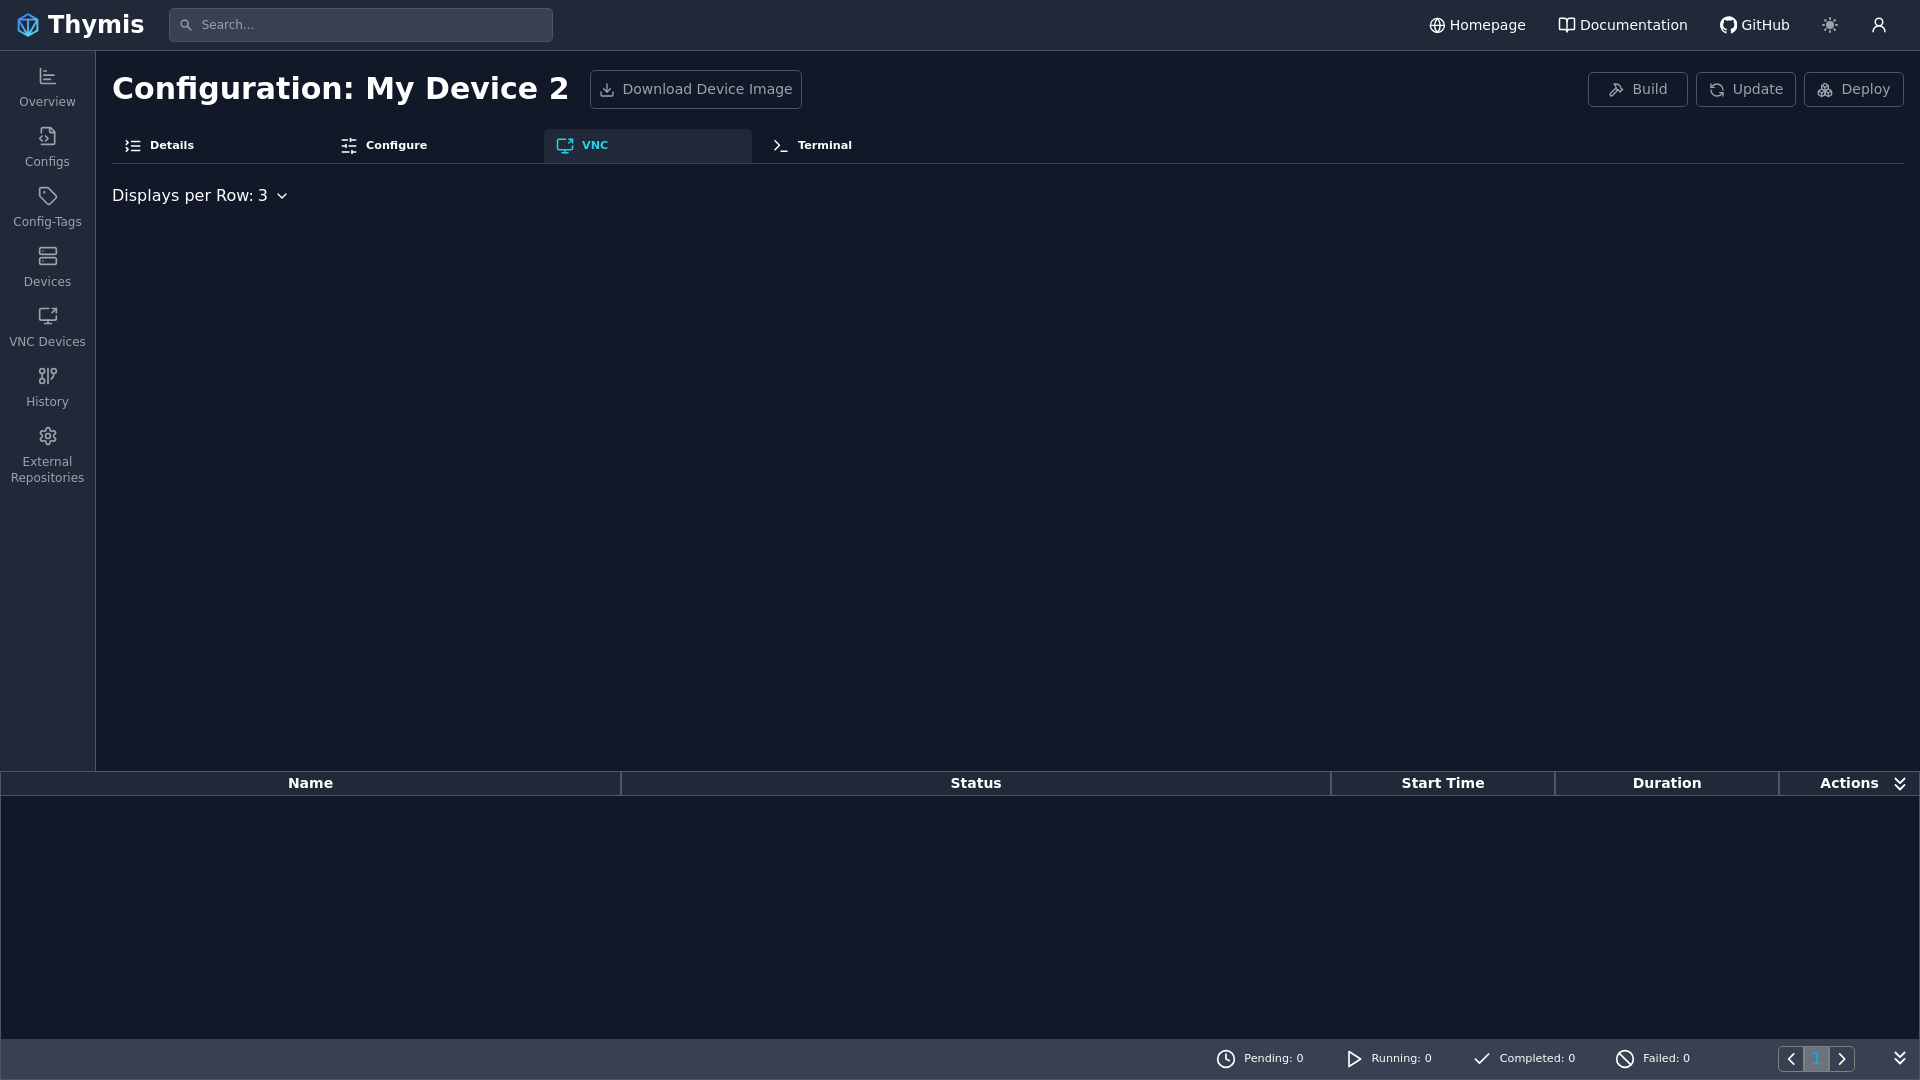 Thymis
Search...
Homepage
Documentation
GitHub
Overview
Configs
Config-Tags
Devices
VNC Devices
History
External
Repositories
Configuration: My Device 2
Download Device Image
Build
Update
Deploy
Details
Configure
VNC
Terminal
Displays per Row: 3
Name
Status
Start Time
Duration
Actions
Pending: 0
Running: 0
Completed: 0
Failed: 0
1